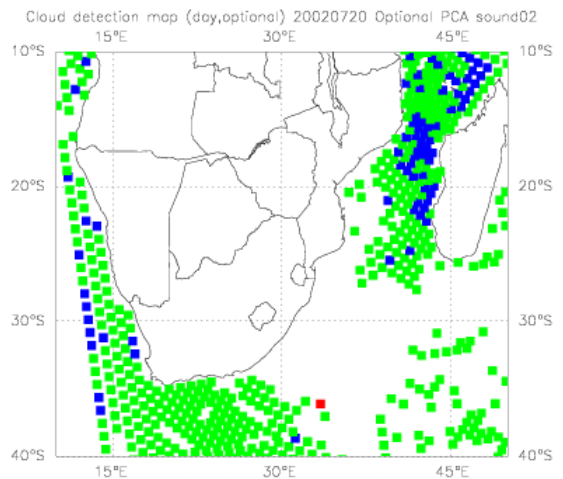 Cloud detection map (day,optional) 20020720 Optional PCA sound02
15°E 30°E 45°E
10°S 10°S
20°S 20°S
30°S 30°S
40°S 40°S
15°E 30°E 45°E